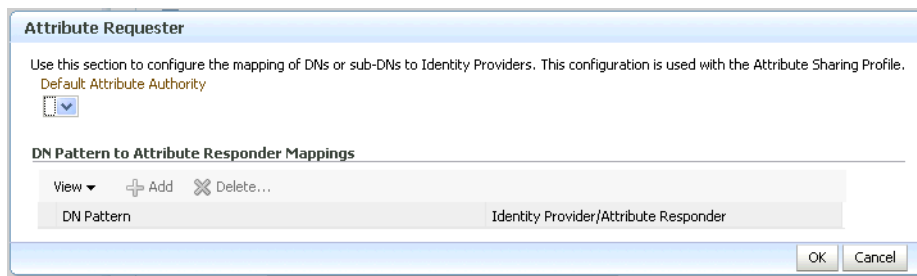 Attribute Requester
Use this section to configure the mapping of DNs or sub-DNs to Identity Providers. This configuration is used with the Attribute Sharing Profile.
Default Attribute Authority
DN Pattern to Attribute Responder Mappings
View Add Delete...
DN Pattern Identity Provider/Attribute Responder
OK Cancel